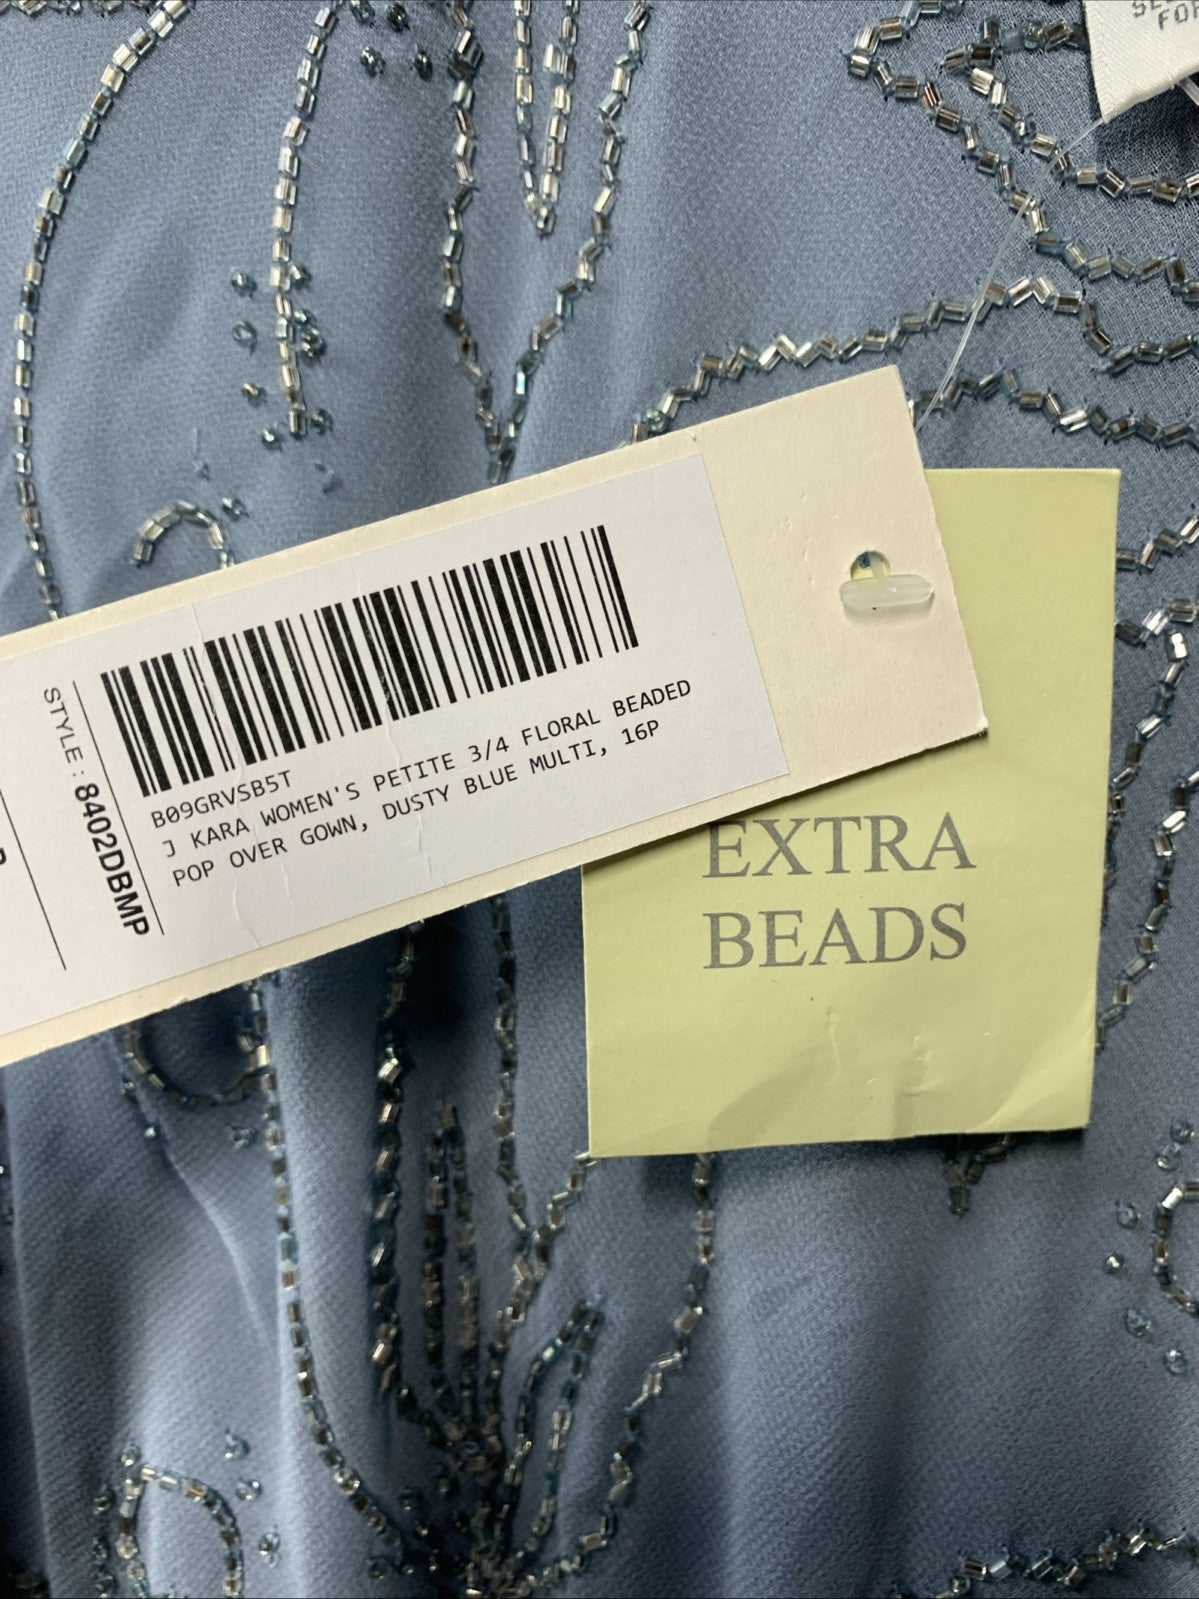 FOR
STYLE: 8402DBMP
B09GRVSB5T
J KARA WOMEN'S PETITE 3/4 FLORAL BEADED
POP OVER GOWN, DUSTY BLUE MULTI, 16P
EXTRA
BEADS